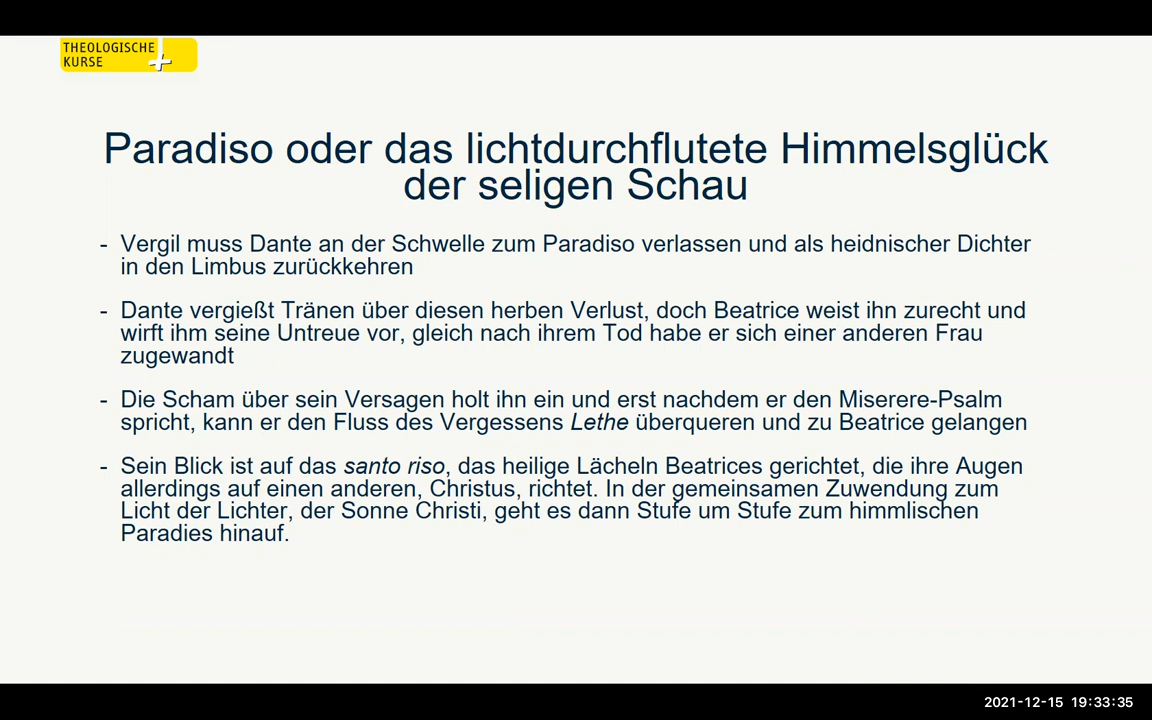 THEOLOGISCHE
KURSE
Paradiso oder das lichtdurchflutete Himmelsglück
der seligen Schau
- Vergil muss Dante an der Schwelle zum Paradiso verlassen und als heidnischer Dichter
in den Limbus zurückkehren
- Dante vergießt Tränen über diesen herben Verlust, doch Beatrice weist ihn zurecht und
wirft ihm seine Untreue vor, gleich nach ihrem Tod habe er sich einer anderen Frau
zugewandt
- Die Scham über sein Versagen holt ihn ein und erst nachdem er den Miserere-Psalm
spricht, kann er den Fluss des Vergessens Lethe überqueren und zu Beatrice gelangen
- Sein Blick ist auf das santo riso, das heilige Lächeln Beatrices gerichtet, die ihre Augen
allerdings auf einen anderen, Christus, richtet. In der gemeinsamen Zuwendung zum
Licht der Lichter, der Sonne Christi, geht es dann Stufe um Stufe zum himmlischen
Paradies hinauf.
2021-12-15 19:33:35